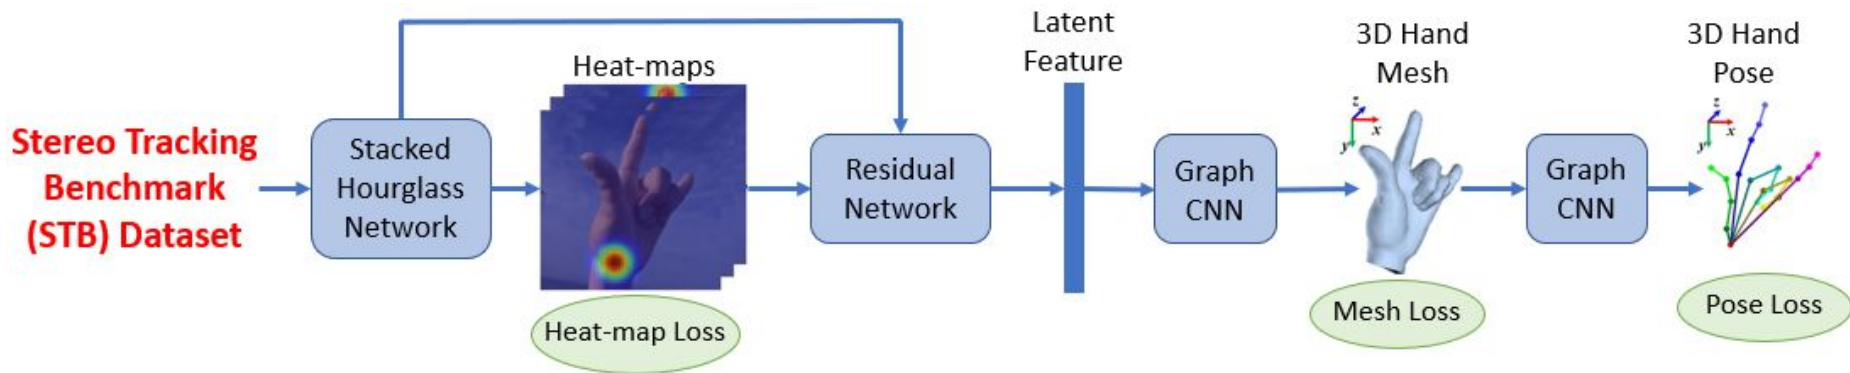 Stereo Tracking
Benchmark
(STB) Dataset
Stacked
Hourglass
Network
Heat-maps
Heat-map Loss
Residual
Network
Latent
Feature
Graph
CNN
3D Hand
Mesh
z
x
y
Mesh Loss
Graph
CNN
3D Hand
Pose
z
x
y
Pose Loss